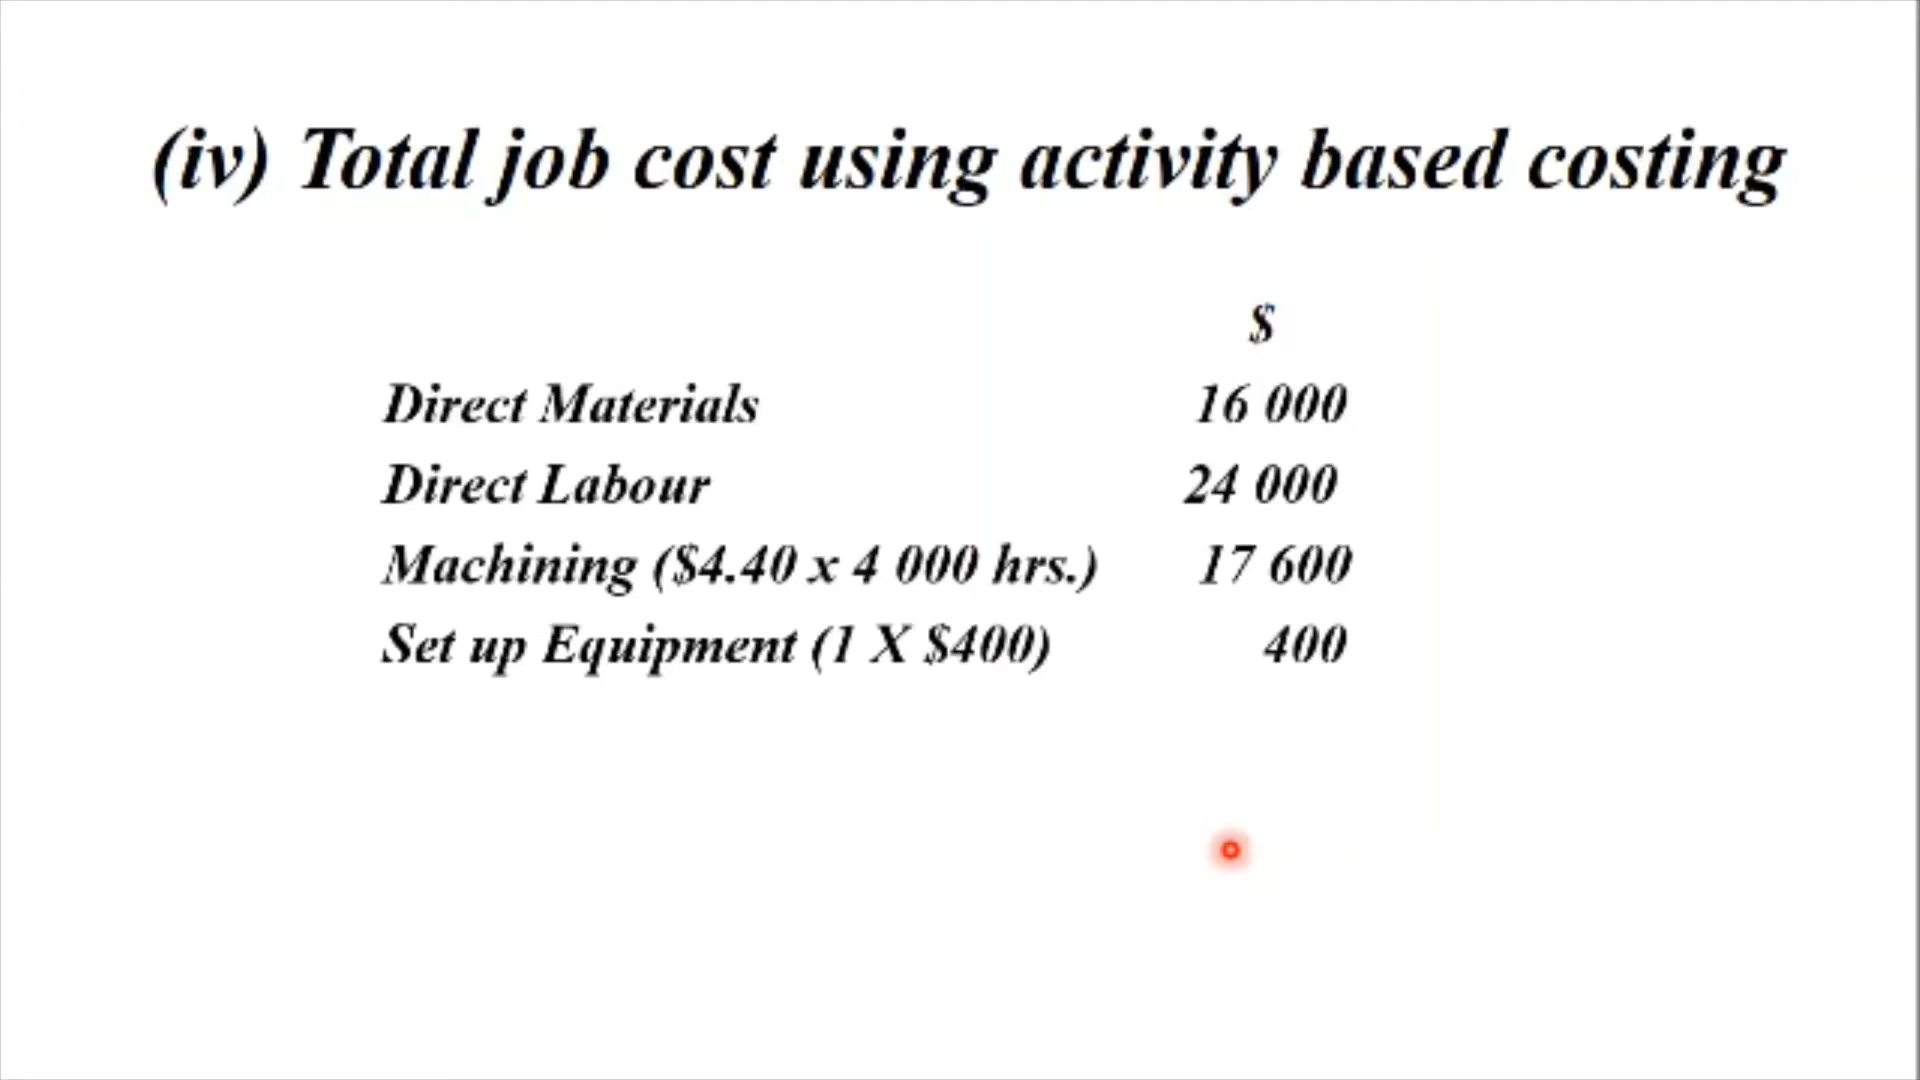 (iv) Total job cost using activity based costing
$
Direct Materials 16 000
Direct Labour 24 000
Machining ($4.40 x 4 000 hrs.) 17 600
Set up Equipment (1 X $400) 400